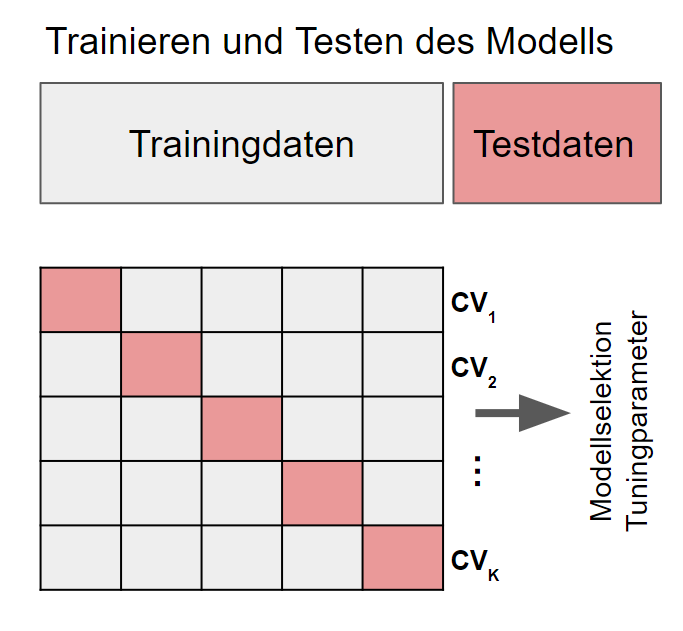 Trainieren und Testen des Modells
Trainingdaten
Testdaten
CV1
CV2
⋮
CVK
Modellselektion
Tuningparameter